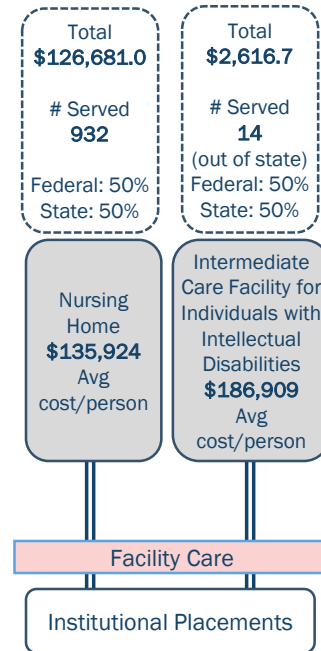 Total
$126,681.0
# Served
932
Federal: 50%
State: 50%
Total
$2,616.7
# Served
14
(out of state)
Federal: 50%
State: 50%
Nursing
Home
$135,924
Avg
cost/person
Intermediate
Care Facility for
Individuals with
Intellectual
Disabilities
$186,909
Avg
cost/person
Facility Care
Institutional Placements